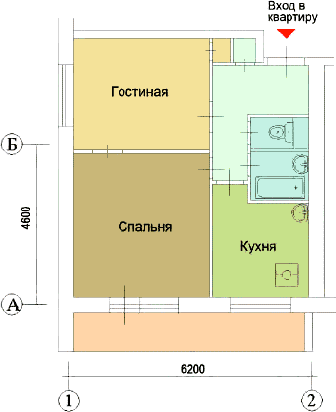 Вход в
квартиру
Гостиная
Б
4600
Спальня
Кухня
А
6200
1
2